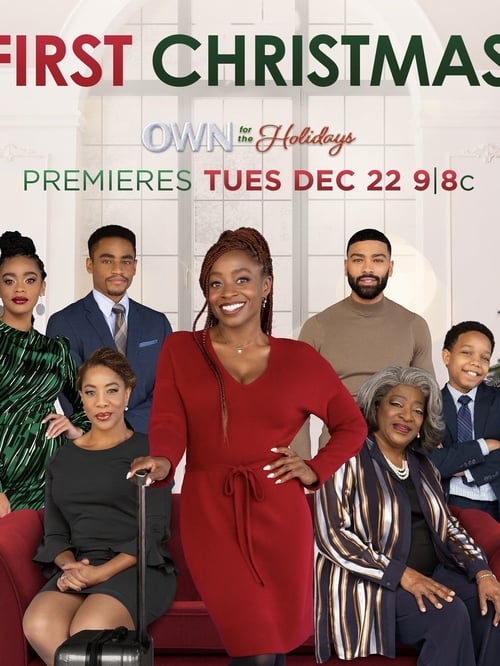 FIRST CHRISTMAS
OWN for the Holidays
PREMIERES TUES DEC 22 9|8c